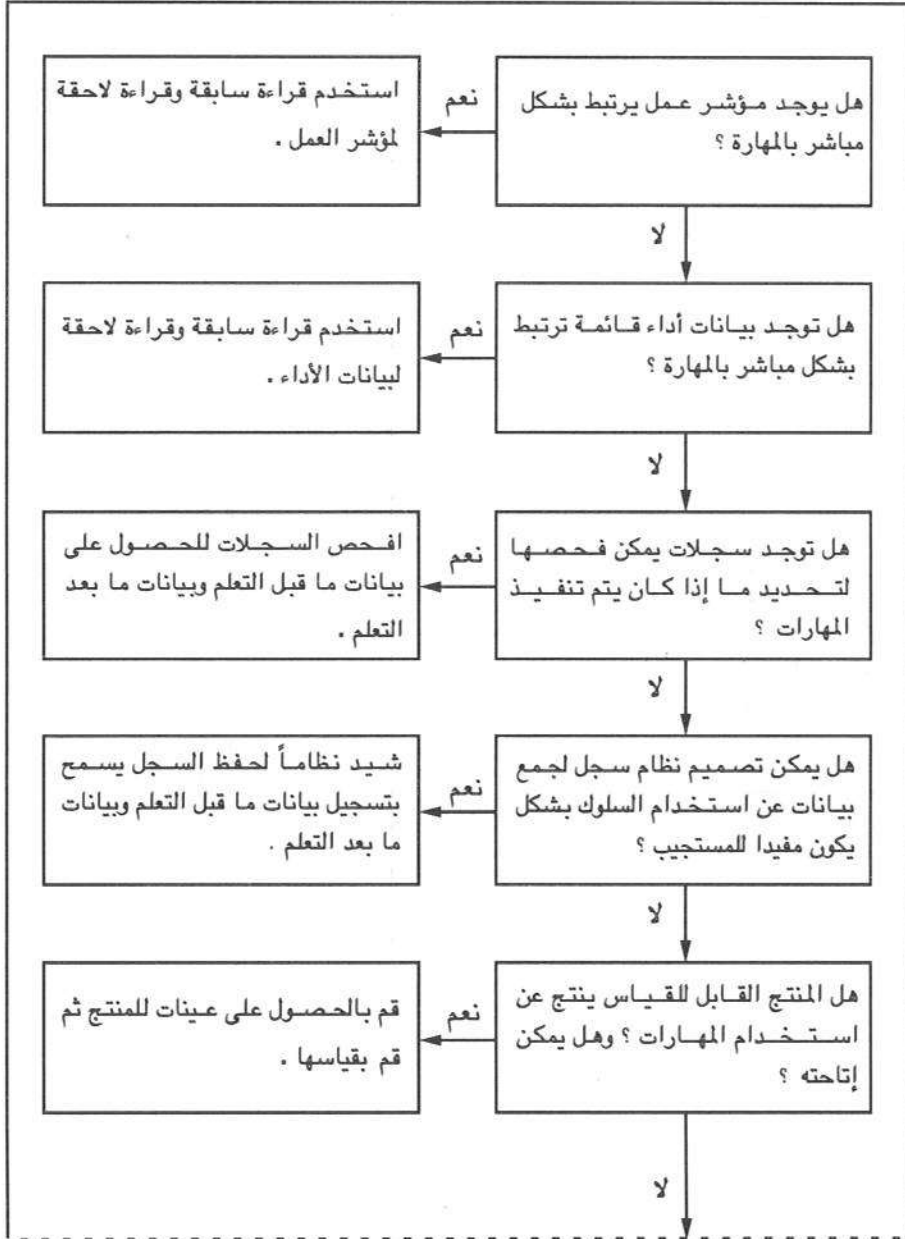 هل يوجد مؤشر عمل يرتبط بشكل
مباشر بالمهارة ؟
نعم
استخدم قراءة سابقة وقراءة لاحقة
لمؤشر العمل .
لا
هل توجد بيانات أداء قائمة ترتبط
بشكل مباشر بالمهارة ؟
نعم
استخدم قراءة سابقة وقراءة لاحقة
لبيانات الأداء .
لا
هل توجد سجلات يمكن فحصها
لتحديد ما إذا كان يتم تنفيذ
المهارات ؟
نعم
افحص السجلات للحصول على
بيانات ما قبل التعلم وبيانات ما بعد
التعلم .
لا
هل يمكن تصميم نظام سجل لجمع
بيانات عن استخدام السلوك بشكل
يكون مفيدا للمستجيب ؟
نعم
شيد نظاماً لحفظ السجل يسمح
بتسجيل بيانات ما قبل التعلم وبيانات
ما بعد التعلم .
لا
هل المنتج القابل للقياس ينتج عن
استخدام المهارات ؟ وهل يمكن
إتاحته ؟
نعم
قم بالحصول على عينات للمنتج ثم
قم بقياسها .
لا